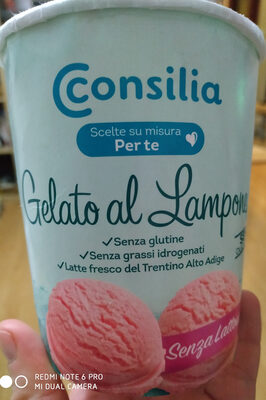 consilia
Scelte su misura
Per te
Gelato al Lampone
✓Senza glutine
✓Senza grassi idrogenati
✓Latte fresco del Trentino Alto Adige
Senza
REDMI NOTE 6 PRO
MI DUAL CAMERA